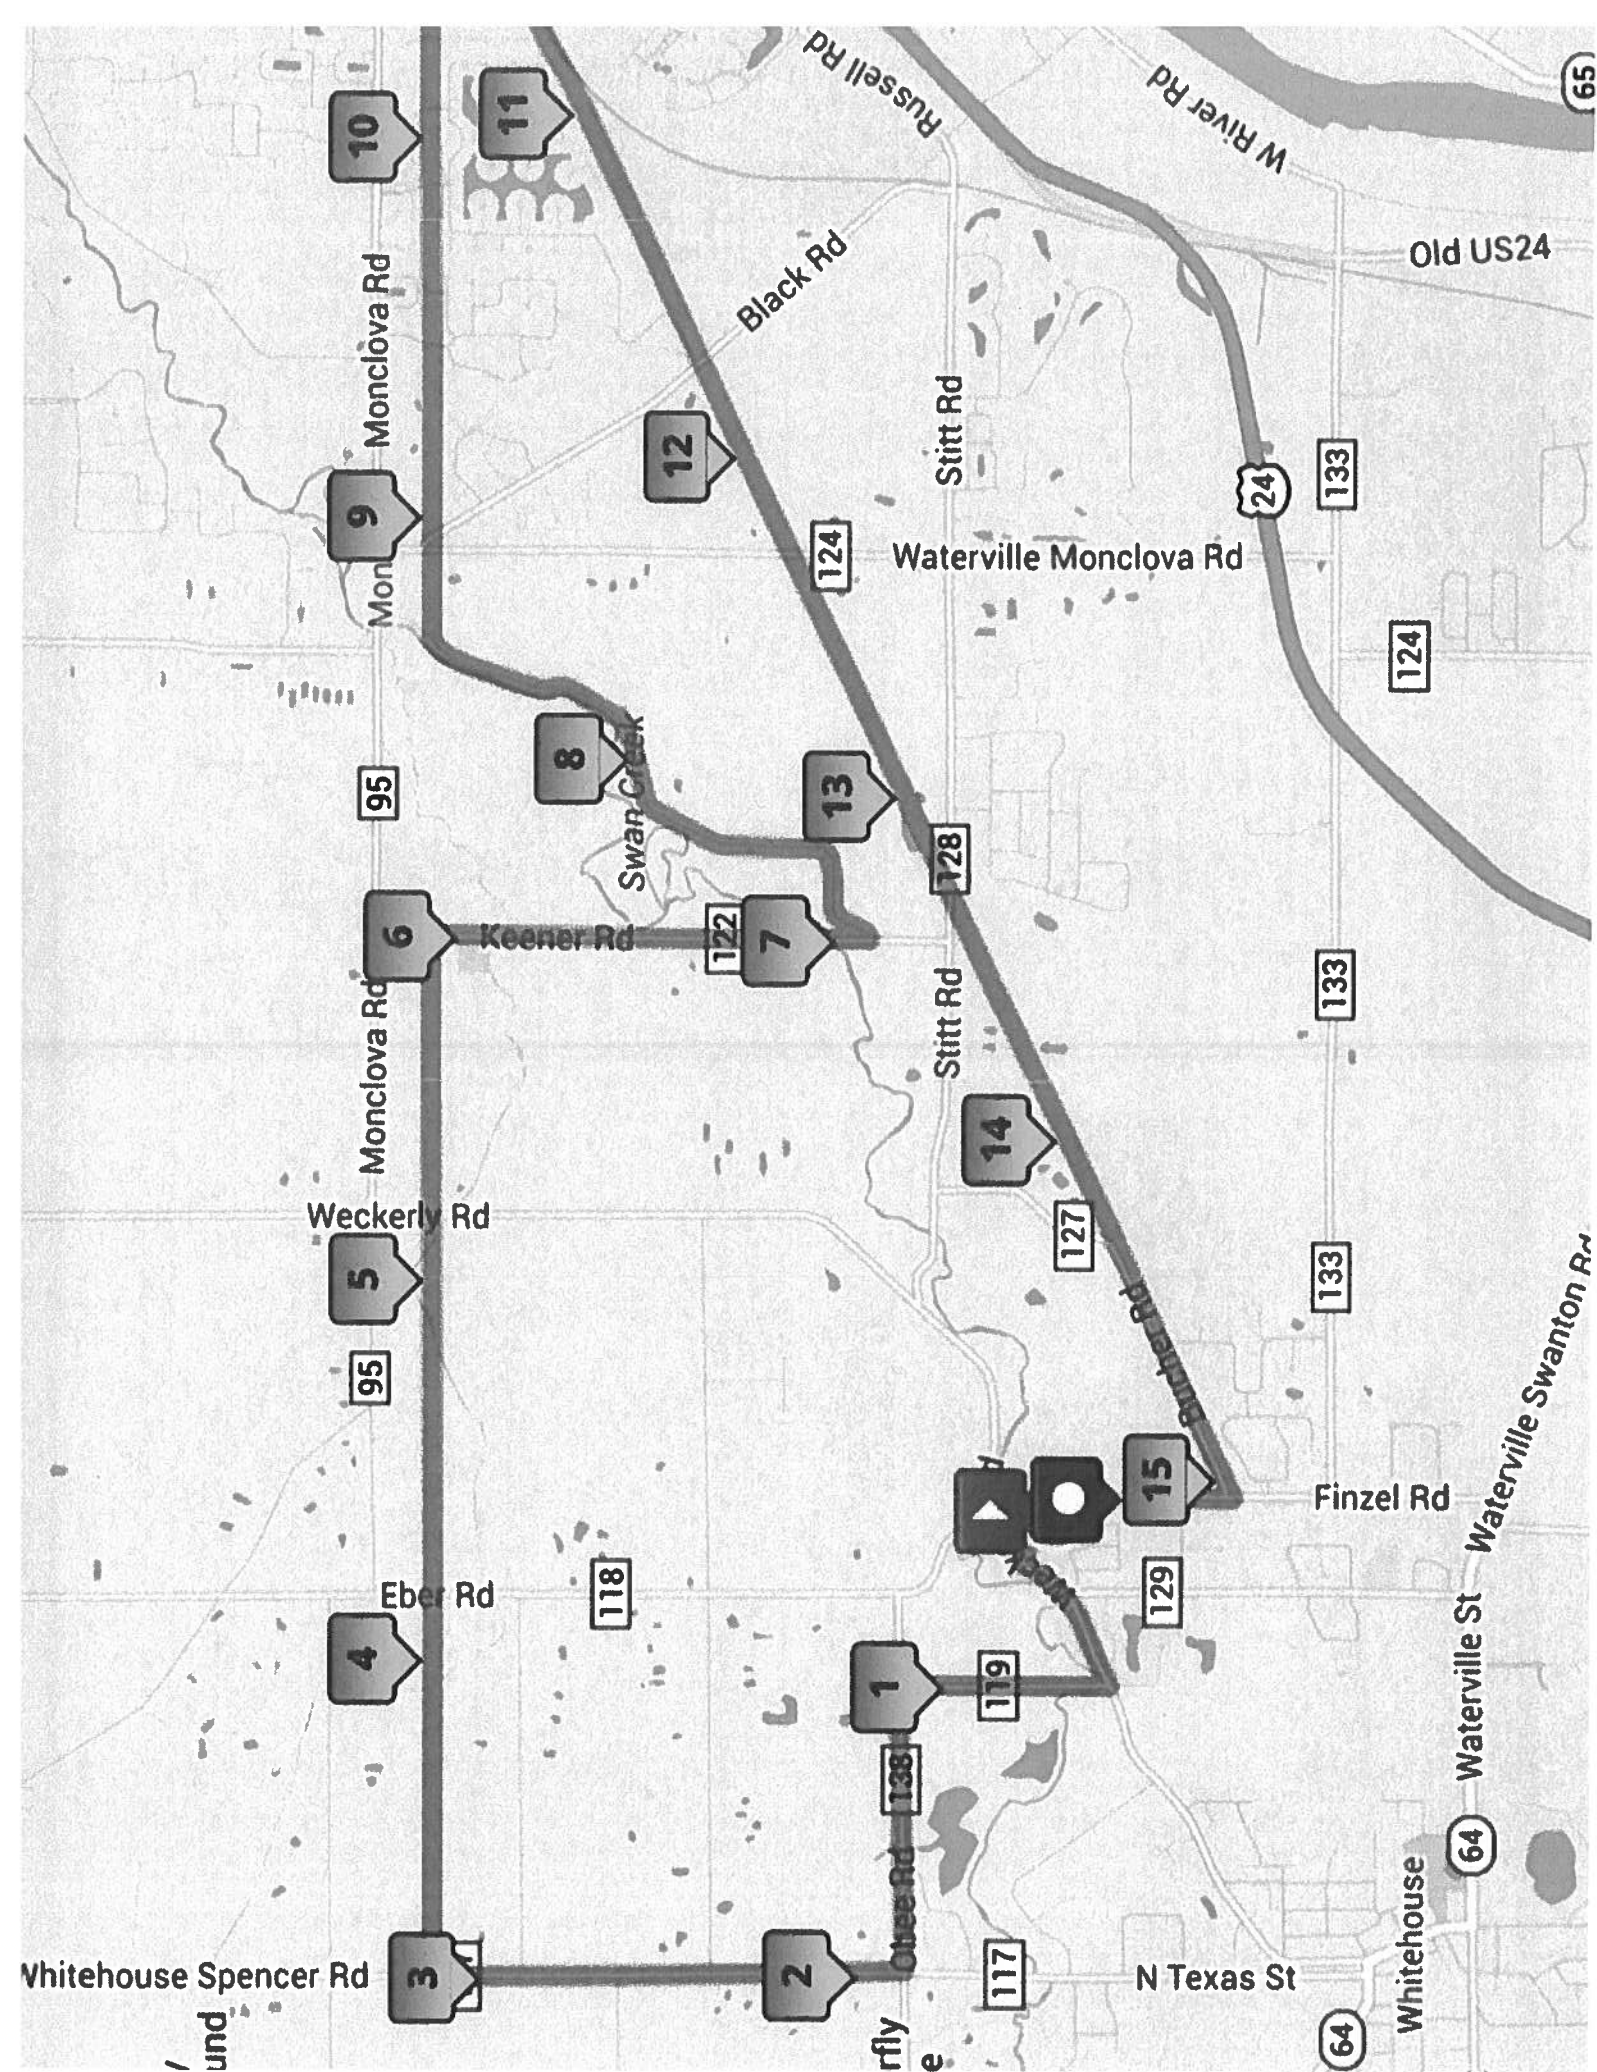 65
Russell Rd
W River Rd
10
11
Old US24
Monclova Rd
Black Rd
Stitt Rd
12
9
24
133
124
Waterville Monclova Rd
Mon
124
8
Swan Creek
13
95
128
6
Keener Rd
122
7
133
Monclova Rd
Stitt Rd
14
Weckerly Rd
127
5
133
95
Waterville Swanton Rd
15
Finzel Rd
Eber Rd
118
129
4
1
119
Waterville St
138
Obee Rd
64
3
2
Whitehouse Spencer Rd
117
N Texas St
Whitehouse
64
und
rfly
e